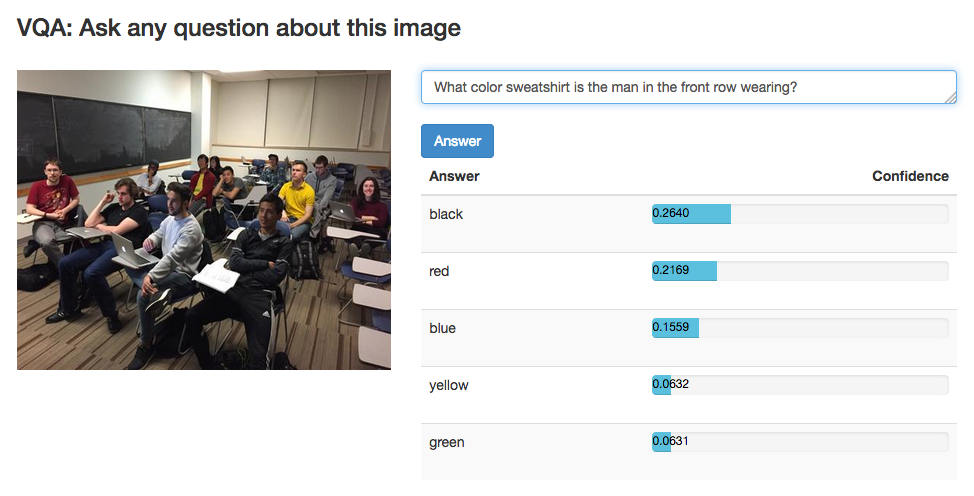 VQA: Ask any question about this image
What color sweatshirt is the man in the front row wearing?
Answer
Answer Confidence
black 0.2640
red 0.2169
blue 0.1559
yellow 0.0632
green 0.0631